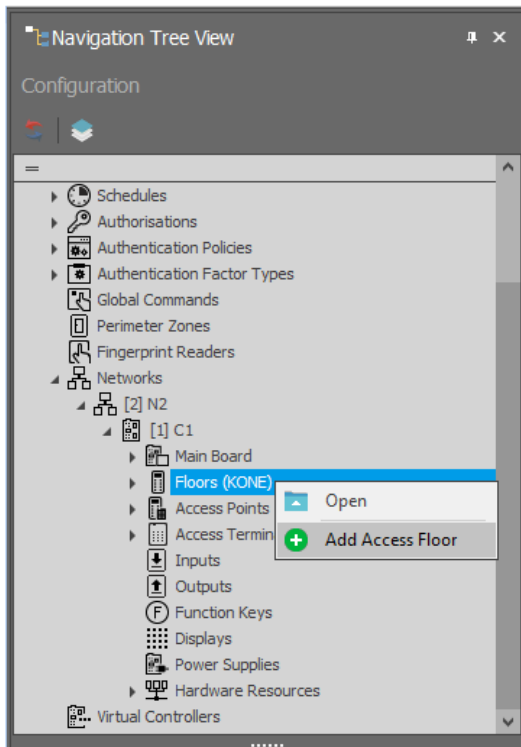 Navigation Tree View
Configuration
Schedules
Authorisations
Authentication Policies
Authentication Factor Types
Global Commands
Perimeter Zones
Fingerprint Readers
Networks
[2] N2
[1] C1
Main Board
Floors (KONE)
Open
Access Points
Access Termin
Add Access Floor
Inputs
Outputs
F Function Keys
Displays
Power Supplies
Hardware Resources
Virtual Controllers